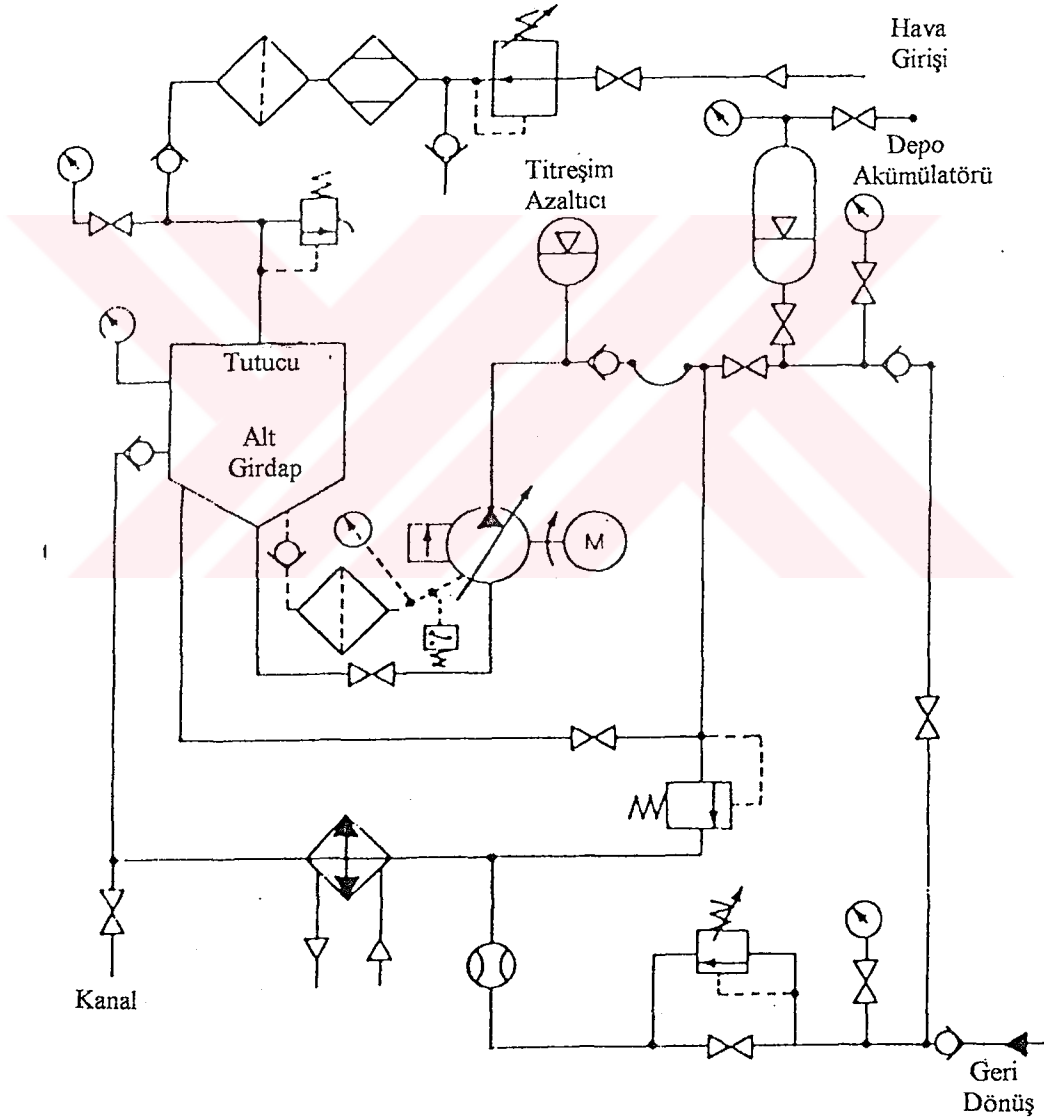 Hava
Girişi
Depo
Akümülatörü
Titreşim
Azaltıcı
Tutucu
Alt
Girdap
M
Kanal
Geri
Dönüş